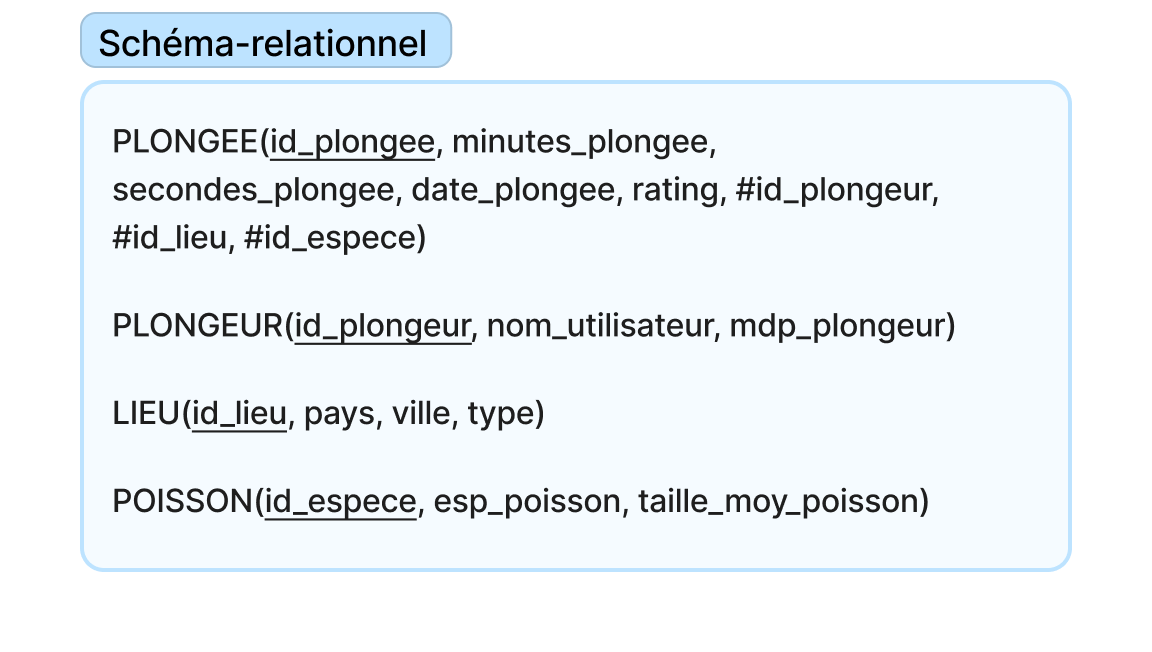 Schéma-relationnel
PLONGEE(id_plongee, minutes_plongee,
secondes_plongee, date_plongee, rating, #id_plongeur,
#id_lieu, #id_espece)
PLONGEUR(id_plongeur, nom_utilisateur, mdp_plongeur)
LIEU(id_lieu, pays, ville, type)
POISSON(id_espece, esp_poisson, taille_moy_poisson)